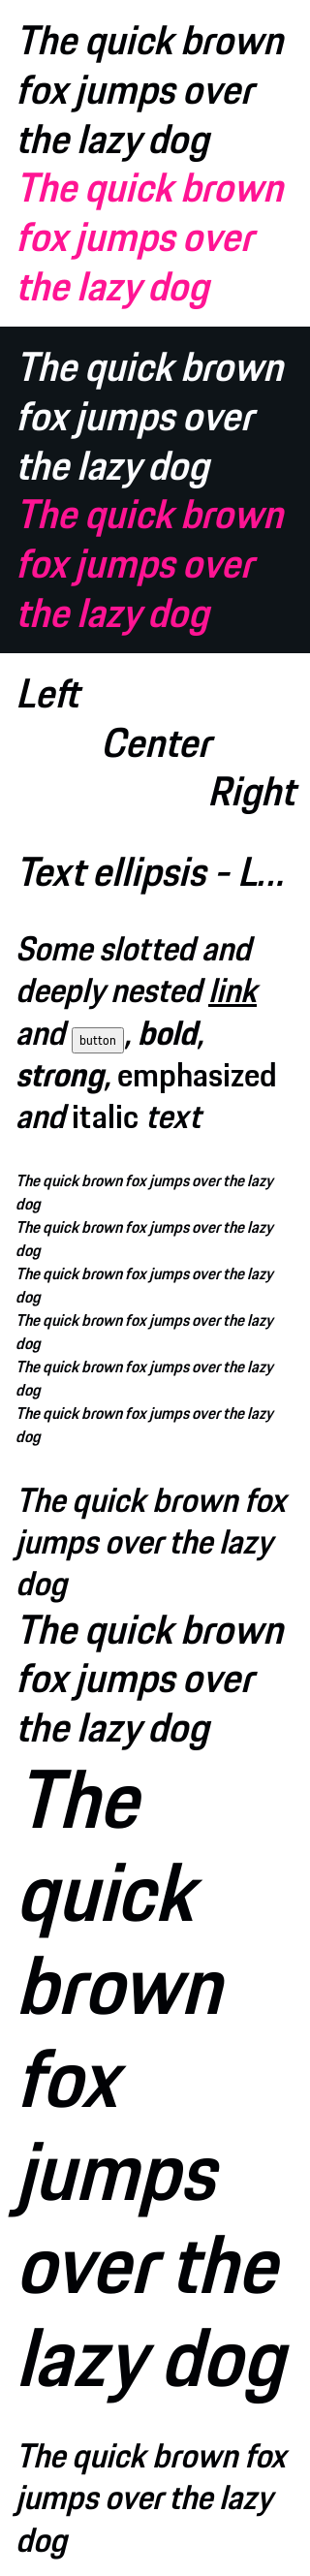 The quick brown
fox jumps over
the lazy dog
The quick brown
fox jumps over
the lazy dog
The quick brown
fox jumps over
the lazy dog
The quick brown
fox jumps over
the lazy dog
Left
Center
Right
Text ellipsis - L...
Some slotted and
deeply nested link
and button, bold,
strong, emphasized
and italic text
The quick brown fox jumps over the lazy
dog
The quick brown fox jumps over the lazy
dog
The quick brown fox jumps over the lazy
dog
The quick brown fox jumps over the lazy
dog
The quick brown fox jumps over the lazy
dog
The quick brown fox jumps over the lazy
dog
The quick brown fox
jumps over the lazy
dog
The quick brown
fox jumps over
the lazy dog
The
quick
brown
fox
jumps
over the
lazy dog
The quick brown fox
jumps over the lazy
dog